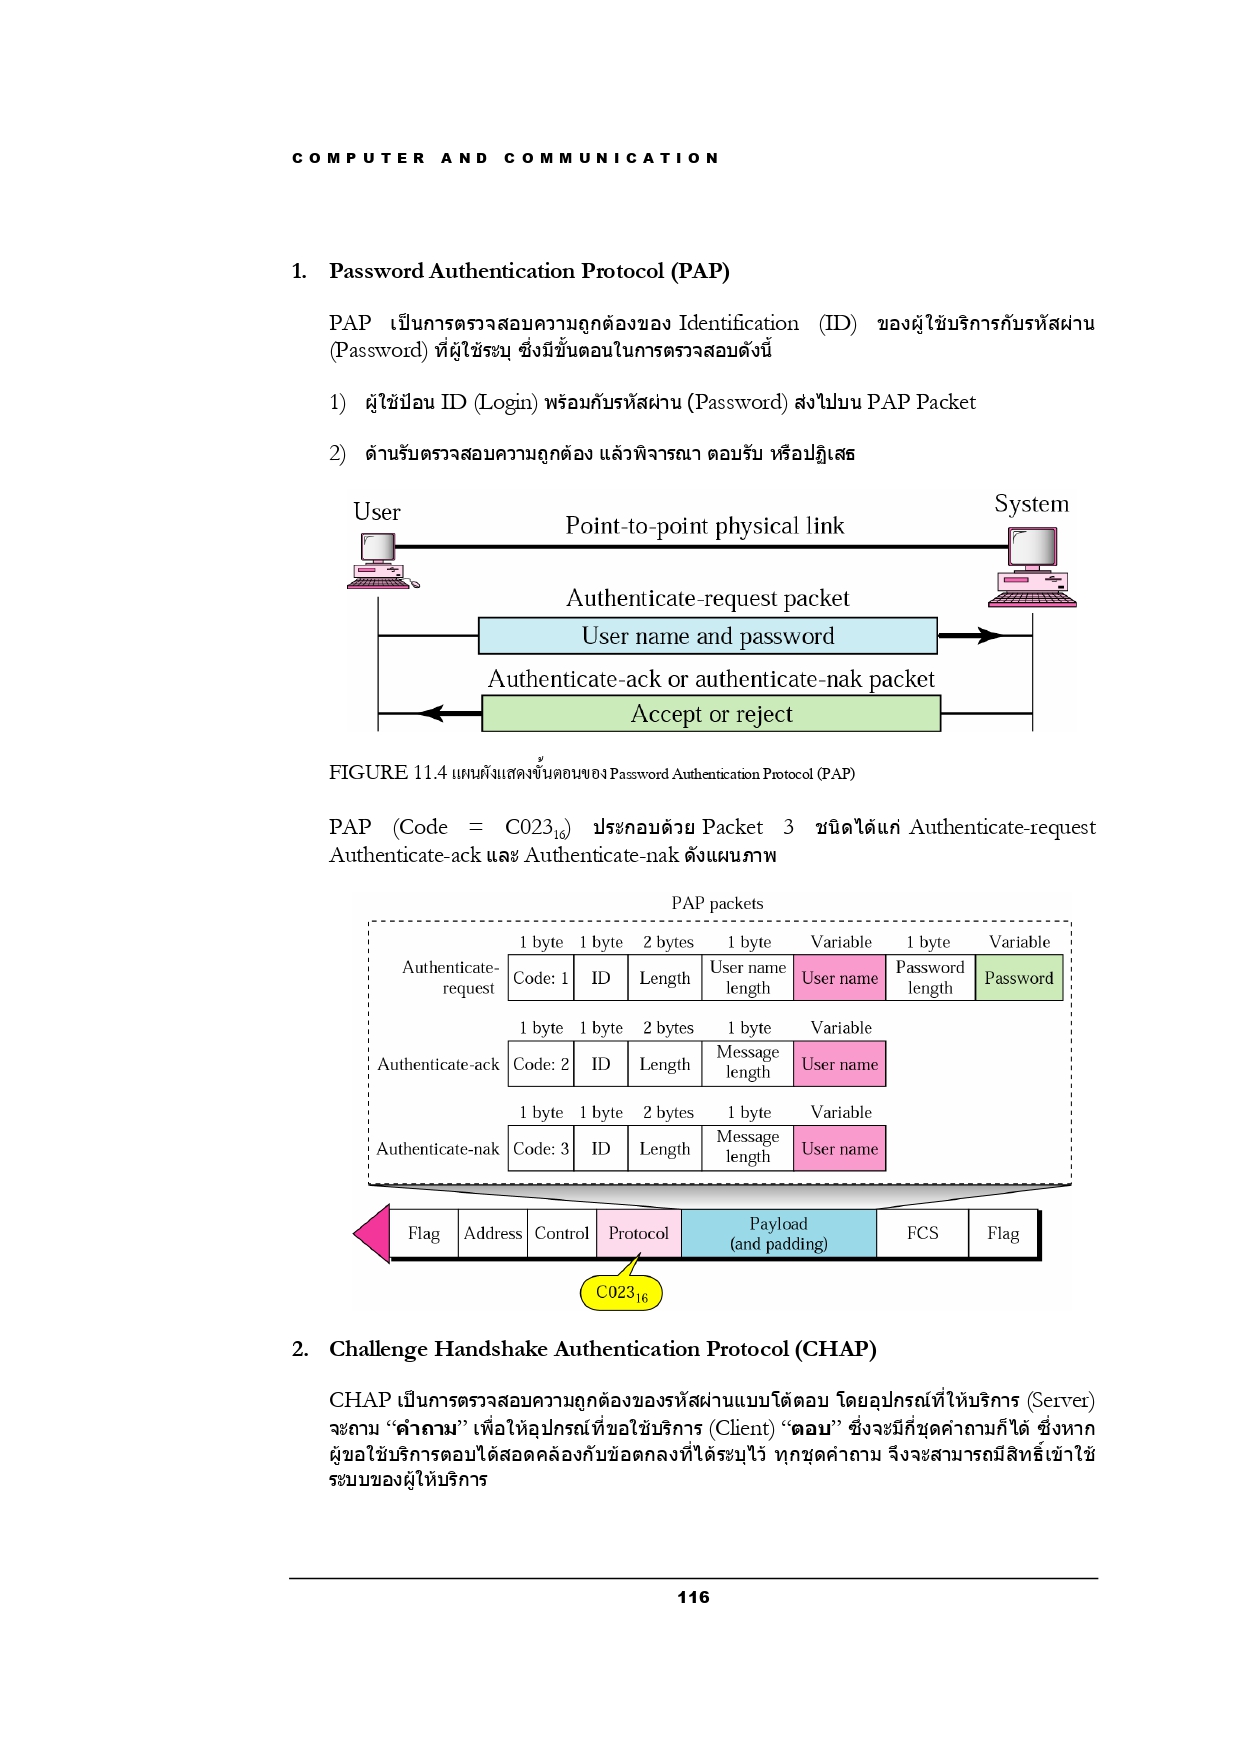 COMPUTER AND COMMUNICATION
1. Password Authentication Protocol (PAP)
PAP เป็นการตรวจสอบความถูกต้องของ Identification (ID) ของผู้ใช้บริการกับรหัสผ่าน
(Password) ที่ผู้ใช้ระบุ ซึ่งมีขั้นตอนในการตรวจสอบดังนี้
1) ผู้ใช้ป้อน ID (Login) พร้อมกับรหัสผ่าน (Password) ส่งไปบน PAP Packet
2) ด้านรับตรวจสอบความถูกต้อง แล้วพิจารณา ตอบรับ หรือปฏิเสธ
User
System
Point-to-point physical link
Authenticate-request packet
User name and password
Authenticate-ack or authenticate-nak packet
Accept or reject
FIGURE 11.4 แผนผังแสดงขั้นตอนของ Password Authentication Protocol (PAP)
PAP (Code = C023₁₆) ประกอบด้วย Packet 3 ชนิดได้แก่ Authenticate-request
Authenticate-ack และ Authenticate-nak ดังแผนภาพ
PAP packets
1 byte 1 byte 2 bytes 1 byte Variable 1 byte Variable
Authenticate-request Code: 1 ID Length User name length User name Password length Password
1 byte 1 byte 2 bytes 1 byte Variable
Authenticate-ack Code: 2 ID Length Message length User name
1 byte 1 byte 2 bytes 1 byte Variable
Authenticate-nak Code: 3 ID Length Message length User name
Flag Address Control Protocol Payload (and padding) FCS Flag
C023₁₆
2. Challenge Handshake Authentication Protocol (CHAP)
CHAP เป็นการตรวจสอบความถูกต้องของรหัสผ่านแบบโต้ตอบ โดยอุปกรณ์ที่ให้บริการ (Server)
จะถาม “คำถาม” เพื่อให้อุปกรณ์ที่ขอใช้บริการ (Client) “ตอบ” ซึ่งจะมีกี่ชุดคำถามก็ได้ ซึ่งหาก
ผู้ขอใช้บริการตอบได้สอดคล้องกับข้อตกลงที่ได้ระบุไว้ ทุกชุดคำถาม จึงจะสามารถมีสิทธิ์เข้าใช้
ระบบของผู้ให้บริการ
116